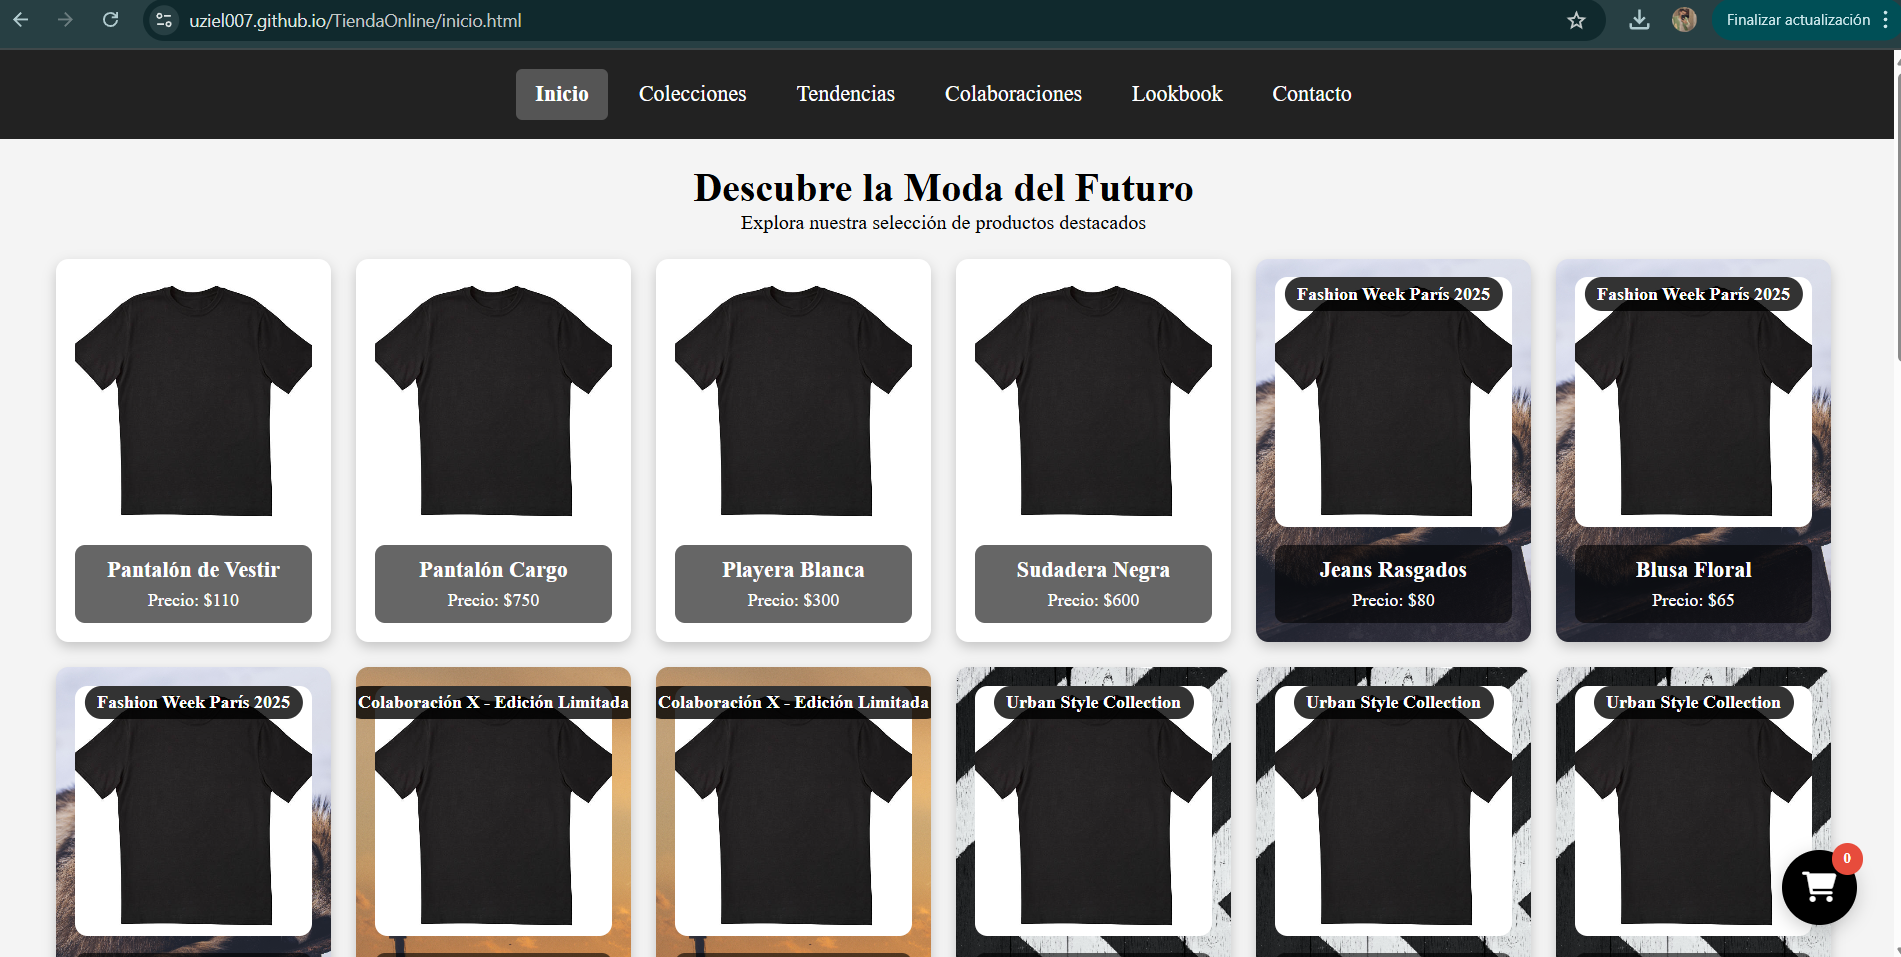 uziel007.github.io/TiendaOnline/inicio.html
Finalizar actualización
Inicio
Colecciones
Tendencias
Colaboraciones
Lookbook
Contacto
Descubre la Moda del Futuro
Explora nuestra selección de productos destacados
Pantalón de Vestir
Precio: $110
Pantalón Cargo
Precio: $750
Playera Blanca
Precio: $300
Sudadera Negra
Precio: $600
Fashion Week París 2025
Jeans Rasgados
Precio: $80
Fashion Week París 2025
Blusa Floral
Precio: $65
Fashion Week París 2025
Colaboración X - Edición Limitada
Colaboración X - Edición Limitada
Urban Style Collection
Urban Style Collection
Urban Style Collection
0